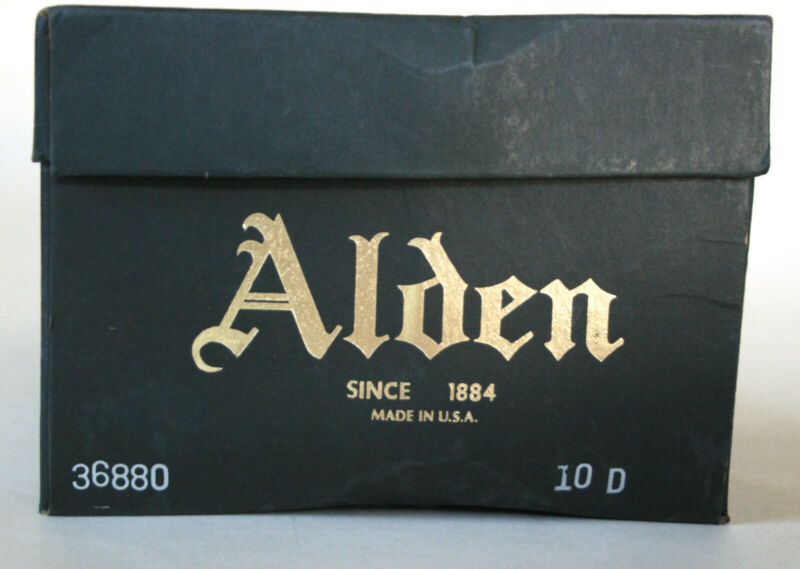 Alden
SINCE 1884
MADE IN U.S.A.
36880 10 D